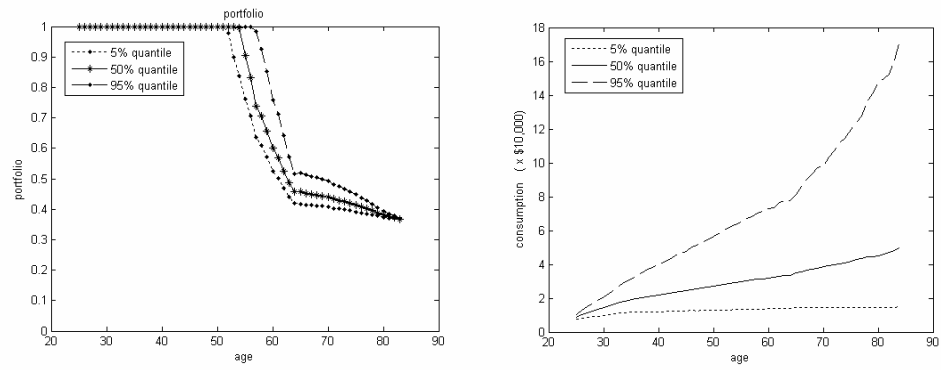 portfolio
1
0.9
0.8
0.7
0.6
0.5
0.4
0.3
0.2
0.1
0
portfolio
5% quantile
50% quantile
95% quantile
20 30 40 50 60 70 80 90
age
18
16
14
12
10
8
6
4
2
0
consumption ( x $10,000)
5% quantile
50% quantile
95% quantile
20 30 40 50 60 70 80 90
age